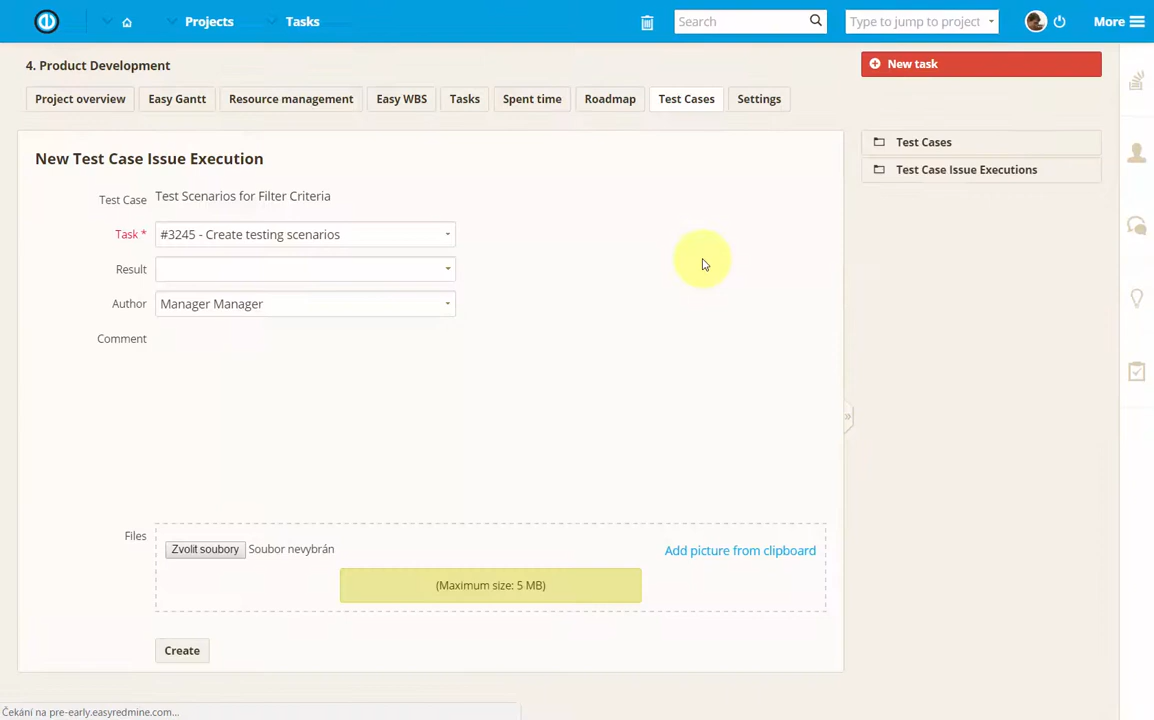 Projects
Tasks
Search
Type to jump to project
More
4. Product Development
New task
Project overview
Easy Gantt
Resource management
Easy WBS
Tasks
Spent time
Roadmap
Test Cases
Settings
New Test Case Issue Execution
Test Case Test Scenarios for Filter Criteria
Task * #3245 - Create testing scenarios
Result
Author Manager Manager
Comment
Files
Zvolit soubory Soubor nevybrán
Add picture from clipboard
(Maximum size: 5 MB)
Create
Test Cases
Test Case Issue Executions
Čekání na pre-early.easyredmine.com...